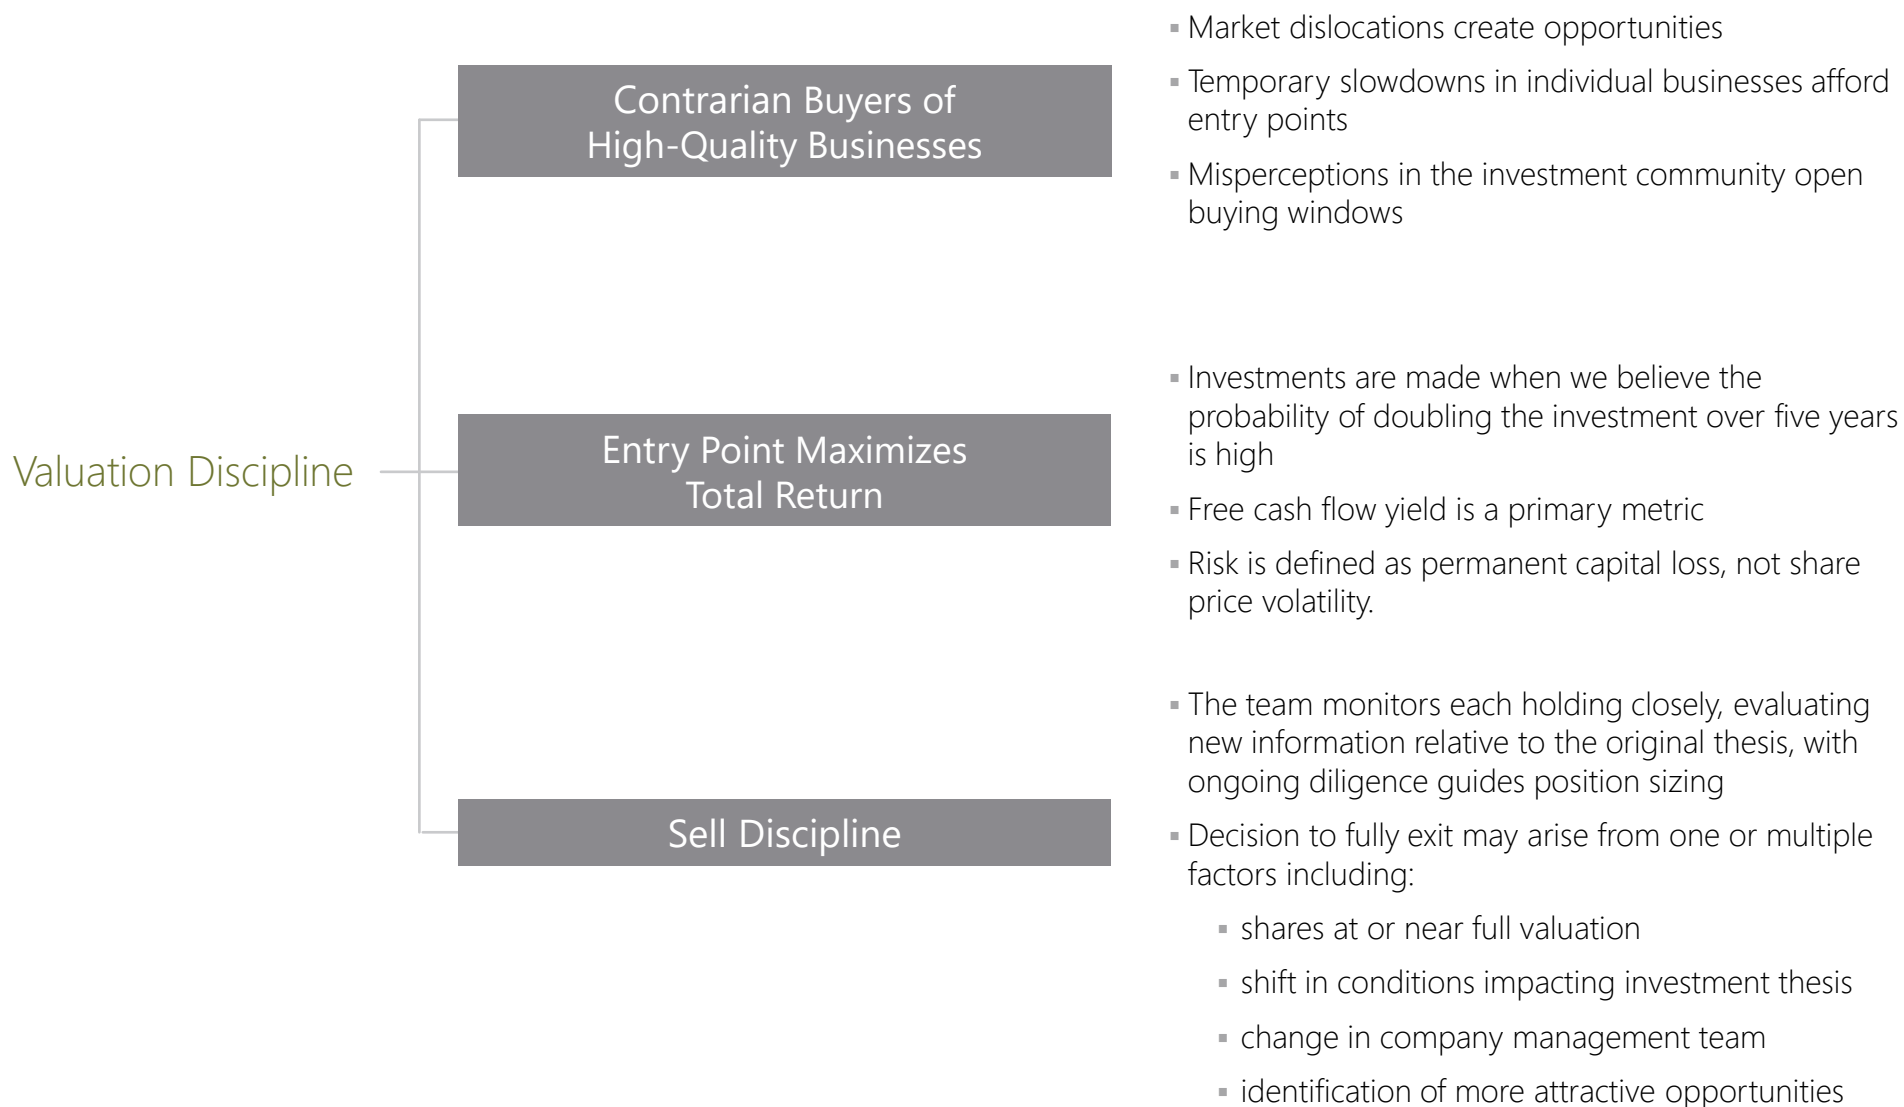 Valuation Discipline
Contrarian Buyers of
High-Quality Businesses
▪ Market dislocations create opportunities
▪ Temporary slowdowns in individual businesses afford
entry points
▪ Misperceptions in the investment community open
buying windows
Entry Point Maximizes
Total Return
▪ Investments are made when we believe the
probability of doubling the investment over five years
is high
▪ Free cash flow yield is a primary metric
▪ Risk is defined as permanent capital loss, not share
price volatility.
Sell Discipline
▪ The team monitors each holding closely, evaluating
new information relative to the original thesis, with
ongoing diligence guides position sizing
▪ Decision to fully exit may arise from one or multiple
factors including:
▪ shares at or near full valuation
▪ shift in conditions impacting investment thesis
▪ change in company management team
▪ identification of more attractive opportunities